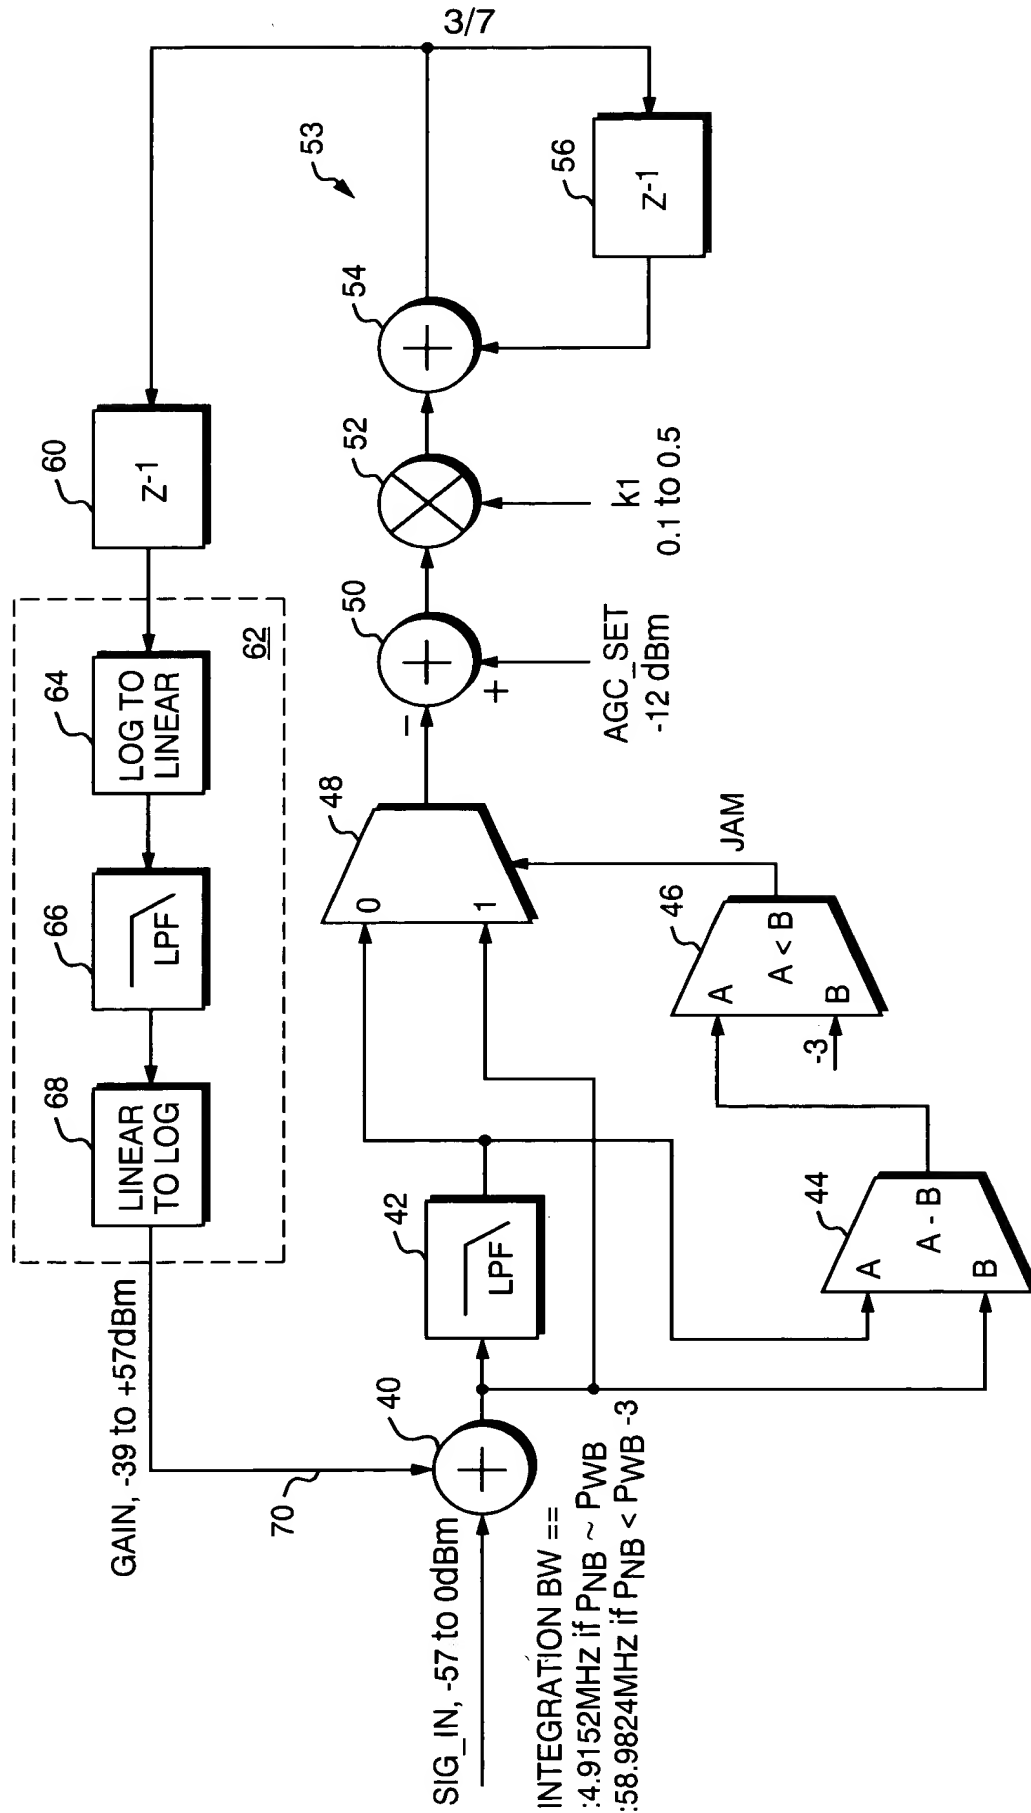 3/7
53
60
Z-1
56
Z-1
54
62
64
LOG TO
LINEAR
52
k1
0.1 to 0.5
50
-
+
AGC_SET
-12 dBm
66
LPF
48
0
1
JAM
46
A
A < B
B
-3
68
LINEAR
TO LOG
42
LPF
44
A
A - B
B
GAIN, -39 to +57dBm
70
40
SIG_IN, -57 to 0dBm
INTEGRATION BW ==
:4.9152MHz if PNB ~ PWB
:58.9824MHz if PNB < PWB -3